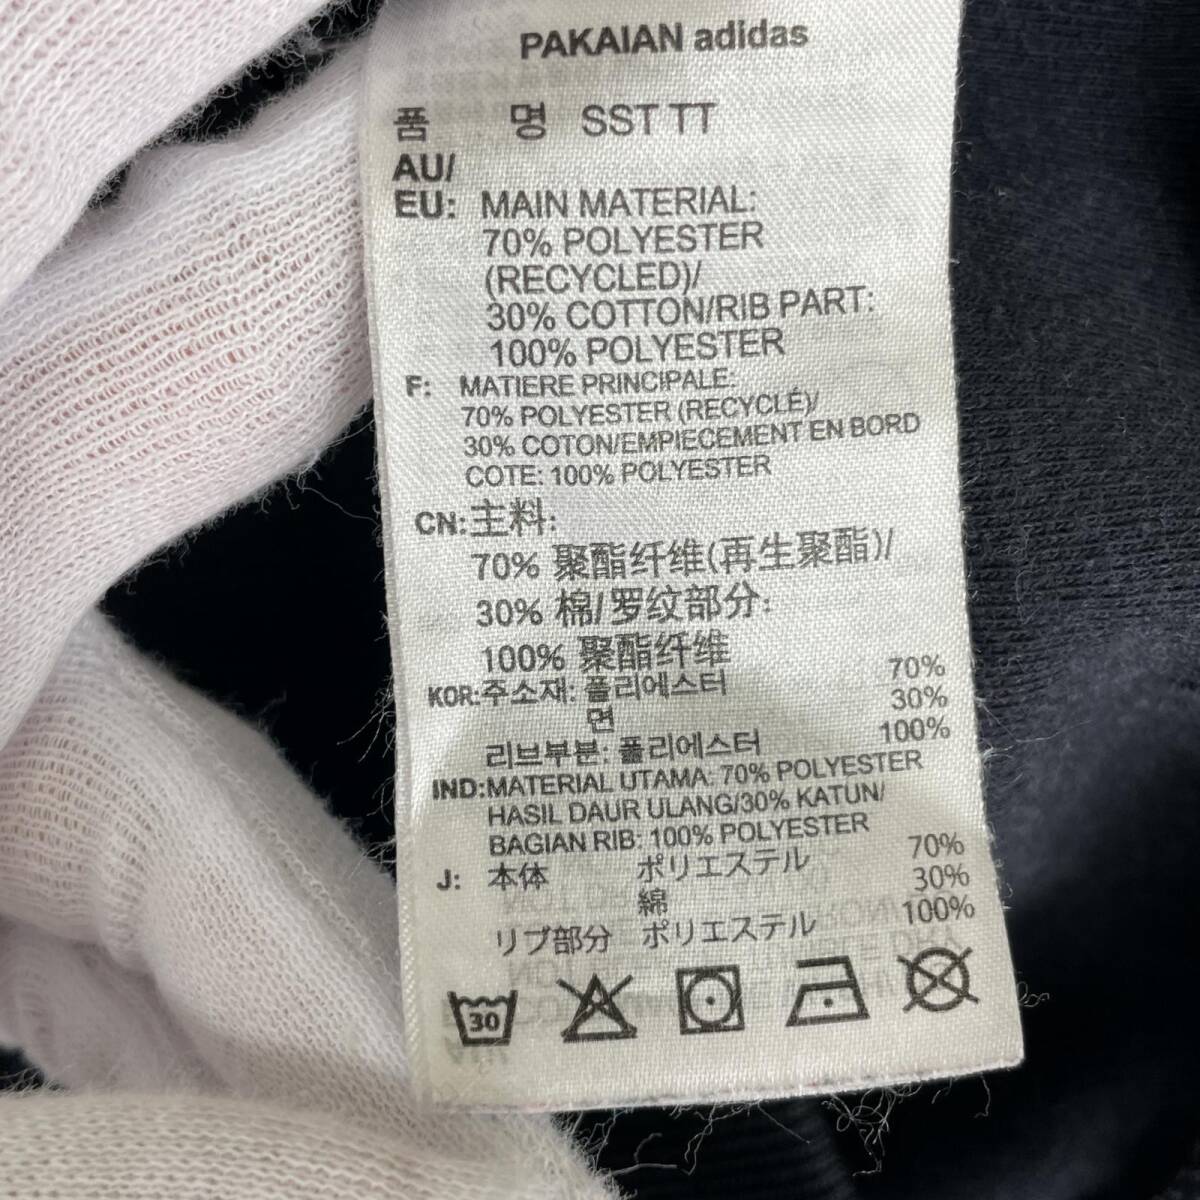 PAKAIAN adidas
품 명 SST TT
AU/
EU: MAIN MATERIAL:
70% POLYESTER
(RECYCLED)/
30% COTTON/RIB PART:
100% POLYESTER
F: MATIERE PRINCIPALE:
70% POLYESTER (RECYCLÉ)/
30% COTON/EMPIECEMENT EN BORD
COTE: 100% POLYESTER
CN: 主料:
70% 聚酯纤维(再生聚酯)/
30% 棉/罗纹部分:
100% 聚酯纤维
KOR: 주소재: 폴리에스터 70%
면 30%
리브부분: 폴리에스터 100%
IND: MATERIAL UTAMA: 70% POLYESTER
HASIL DAUR ULANG/30% KATUN/
BAGIAN RIB: 100% POLYESTER
J: 本体 ポリエステル 70%
綿 30%
リブ部分 ポリエステル 100%
30